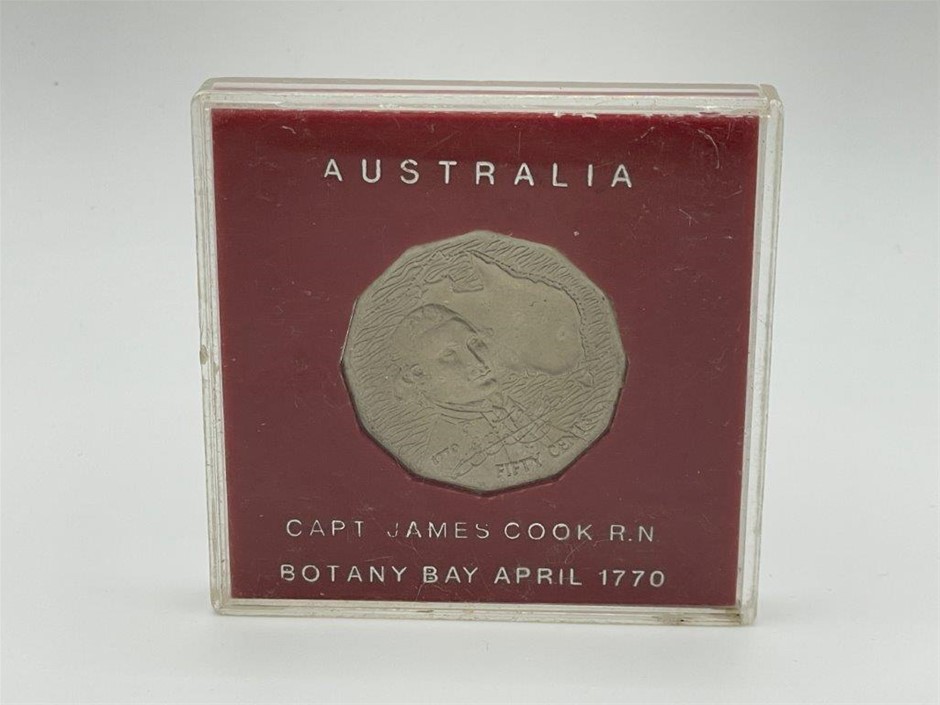 AUSTRALIA
1770
FIFTY CENTS
CAPT JAMES COOK R.N.
BOTANY BAY APRIL 1770